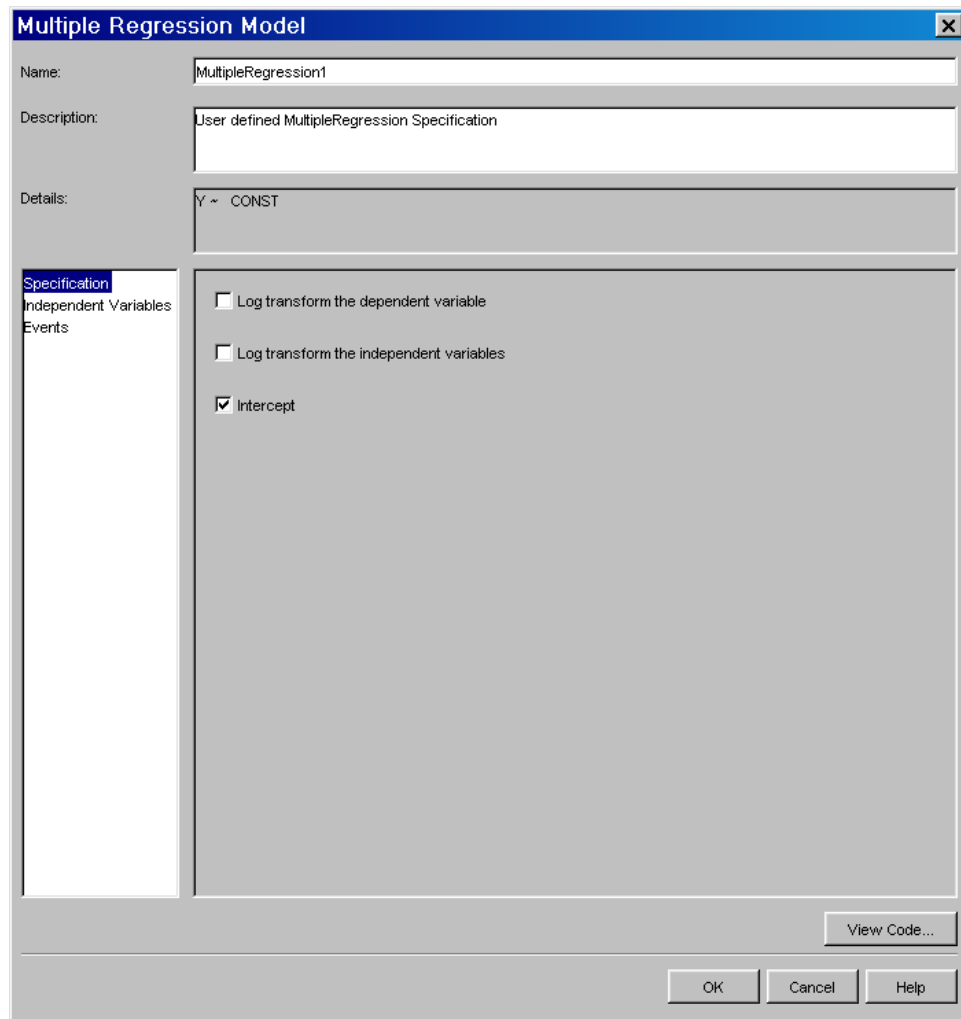 Multiple Regression Model
Name:
MultipleRegression1
Description:
User defined MultipleRegression Specification
Details:
Y ~ CONST
Specification
Independent Variables
Events
Log transform the dependent variable
Log transform the independent variables
Intercept
View Code...
OK
Cancel
Help